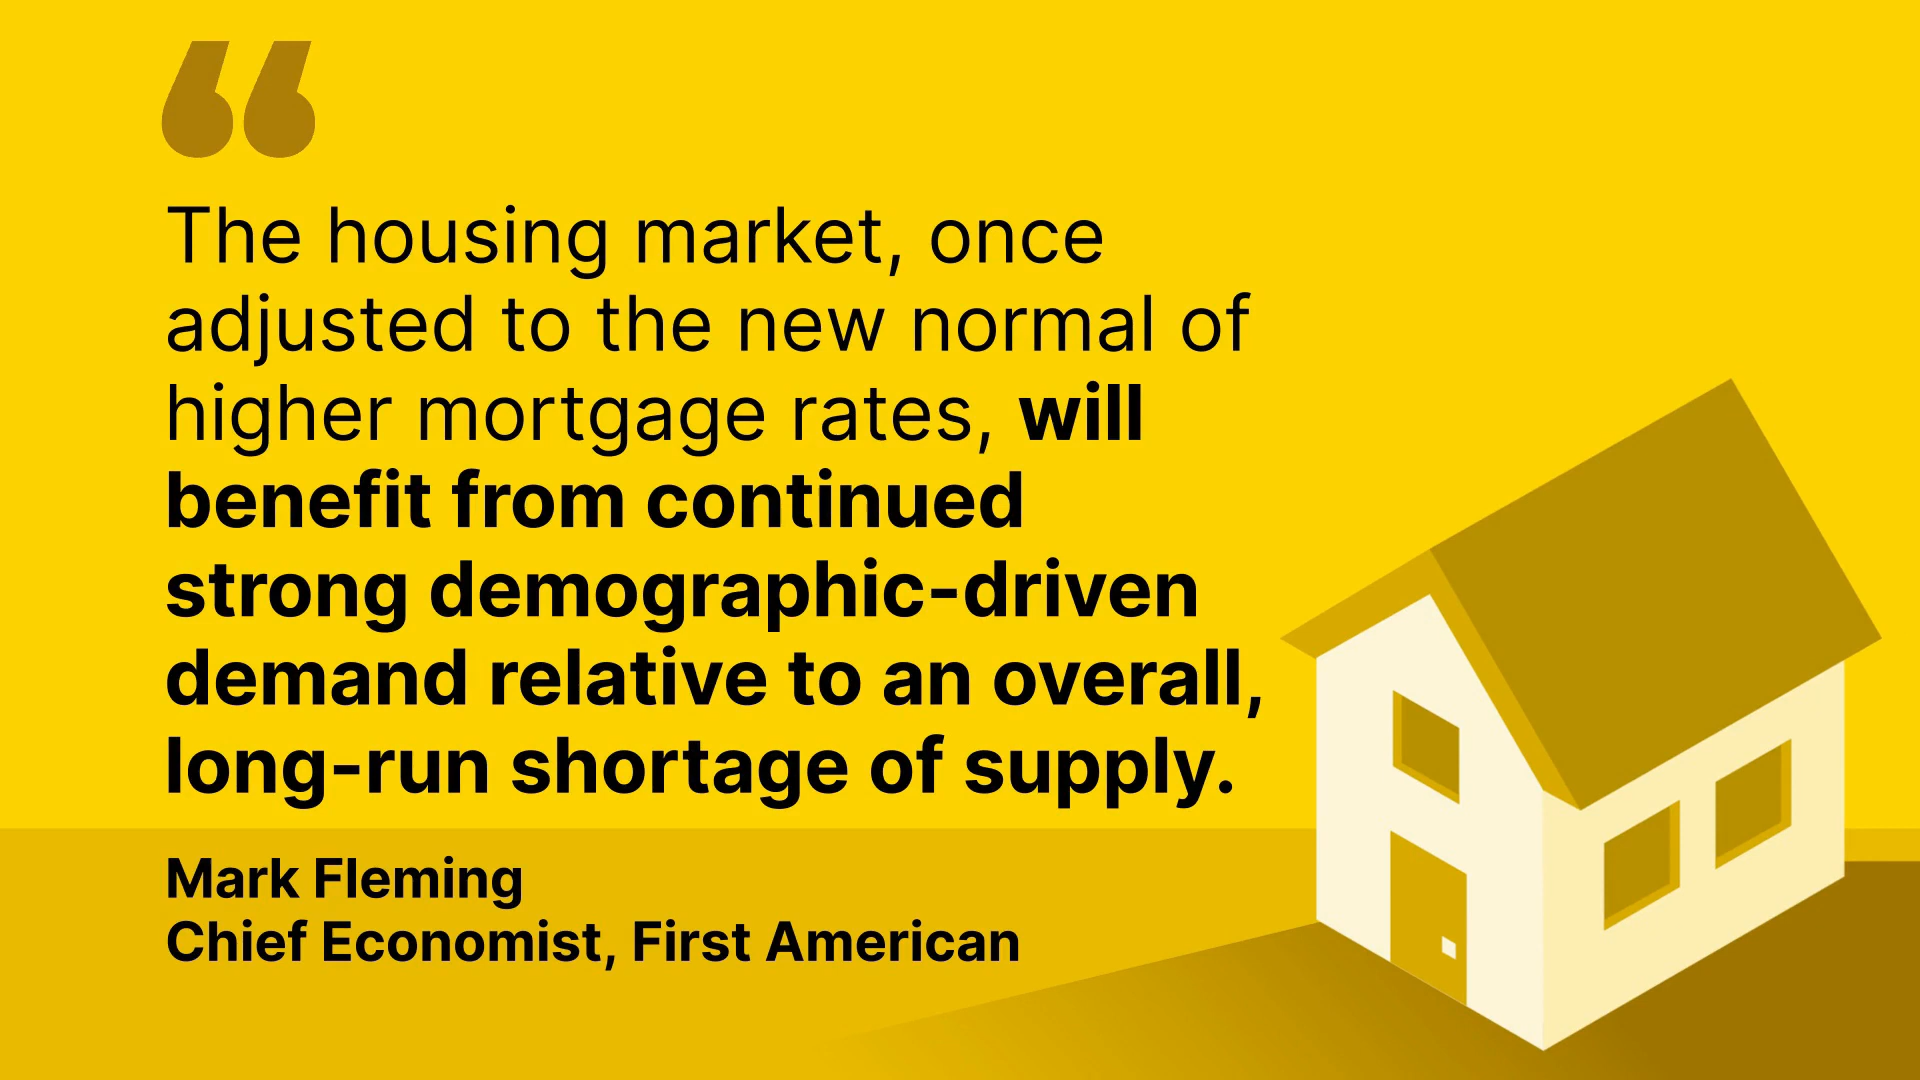 “
The housing market, once
adjusted to the new normal of
higher mortgage rates, will
benefit from continued
strong demographic-driven
demand relative to an overall,
long-run shortage of supply.
Mark Fleming
Chief Economist, First American